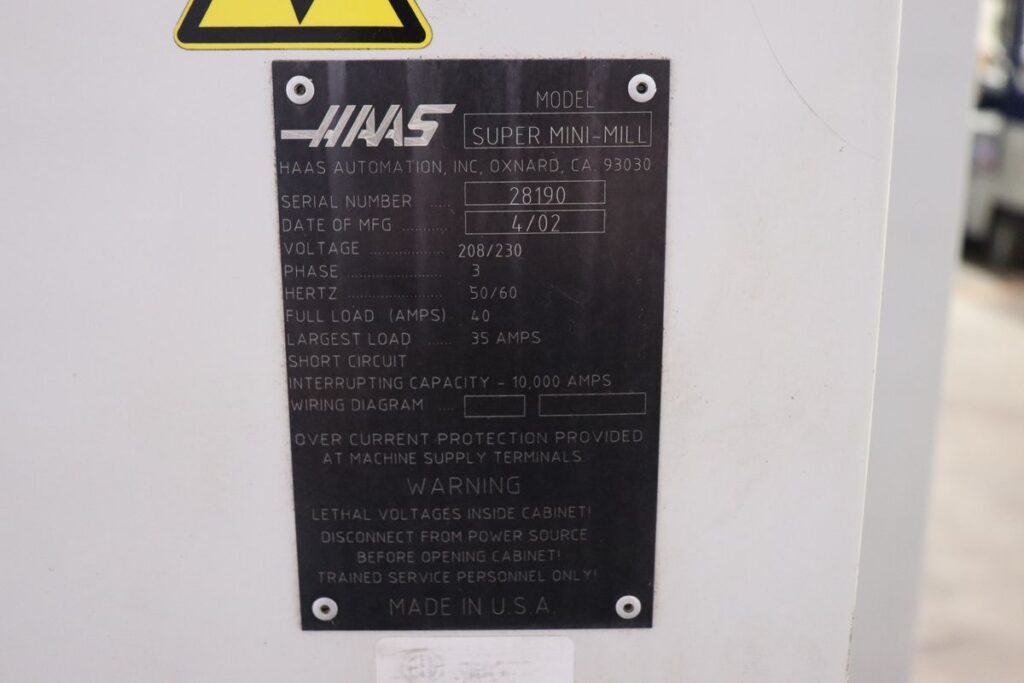 MODEL
HAAS SUPER MINI-MILL
HAAS AUTOMATION, INC, OXNARD, CA. 93030
SERIAL NUMBER ..... 28190
DATE OF MFG .......... 4/02
VOLTAGE ................ 208/230
PHASE .................... 3
HERTZ .................... 50/60
FULL LOAD (AMPS) 40
LARGEST LOAD ...... 35 AMPS
SHORT CIRCUIT
INTERRUPTING CAPACITY - 10,000 AMPS
WIRING DIAGRAM ....
OVER CURRENT PROTECTION PROVIDED
AT MACHINE SUPPLY TERMINALS.
WARNING
LETHAL VOLTAGES INSIDE CABINET!
DISCONNECT FROM POWER SOURCE
BEFORE OPENING CABINET!
TRAINED SERVICE PERSONNEL ONLY!
MADE IN U.S.A.